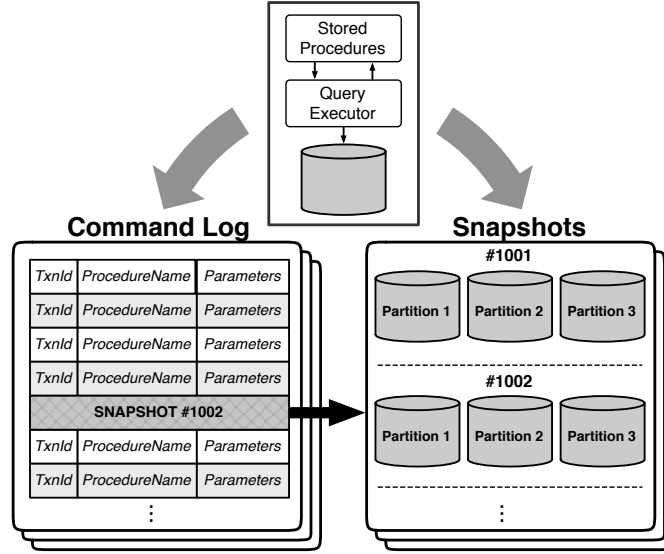 Stored
Procedures
Query
Executor
Command Log
TxnId ProcedureName Parameters
TxnId ProcedureName Parameters
TxnId ProcedureName Parameters
TxnId ProcedureName Parameters
SNAPSHOT #1002
TxnId ProcedureName Parameters
TxnId ProcedureName Parameters
⋮
Snapshots
#1001
Partition 1 Partition 2 Partition 3
#1002
Partition 1 Partition 2 Partition 3
⋮